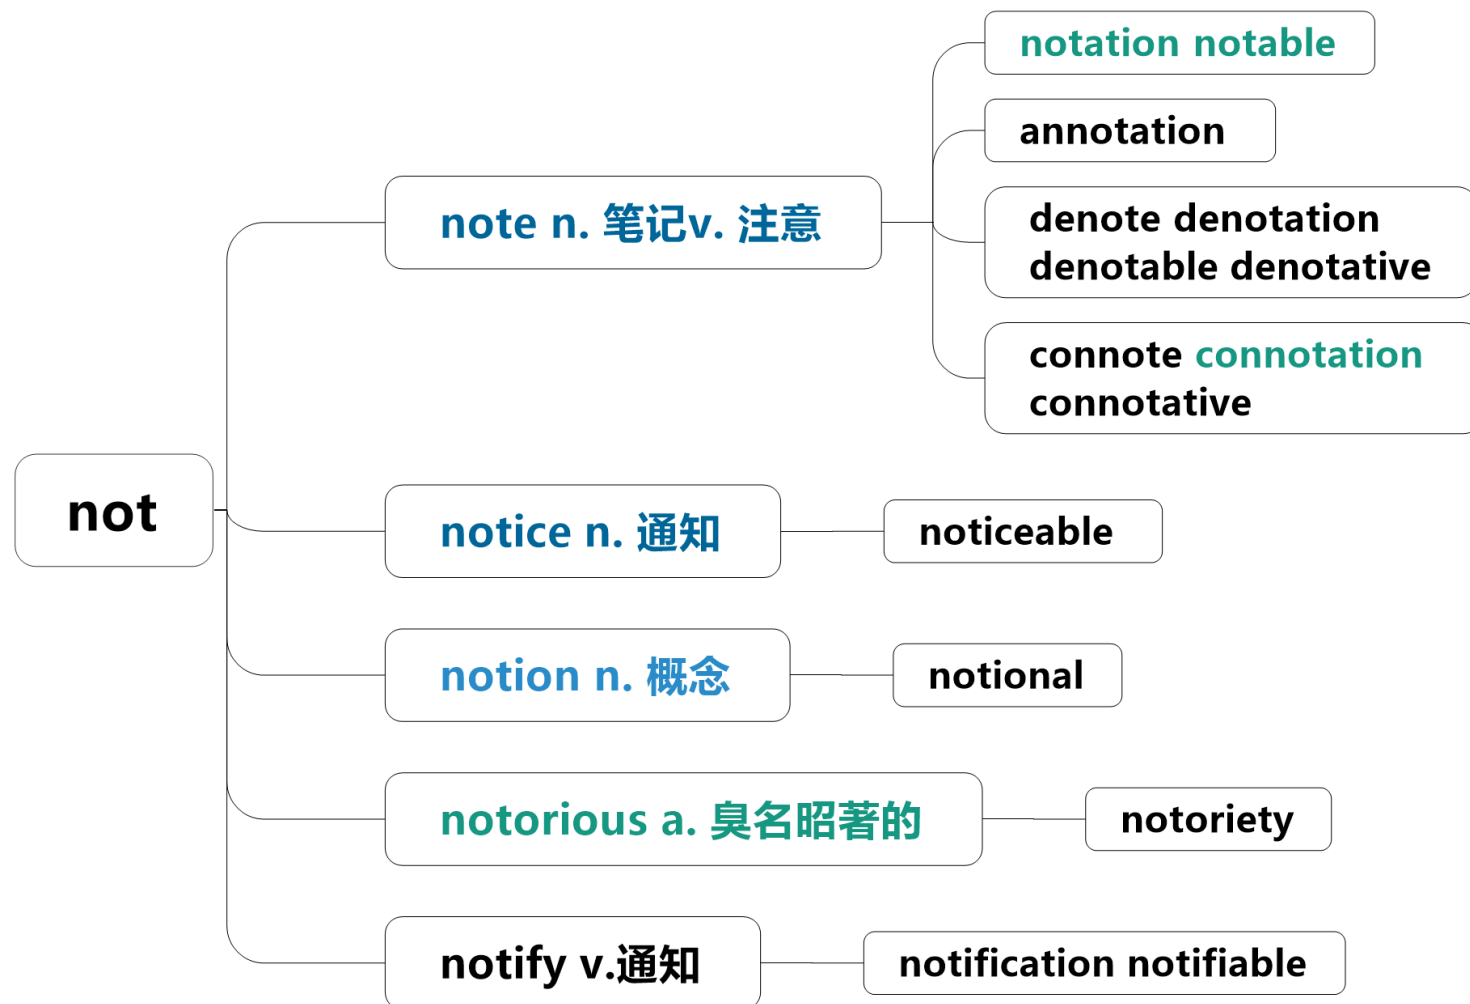 not
note n. 笔记v. 注意
notation notable
annotation
denote denotation
denotable denotative
connote connotation
connotative
notice n. 通知
noticeable
notion n. 概念
notional
notorious a. 臭名昭著的
notoriety
notify v.通知
notification notifiable